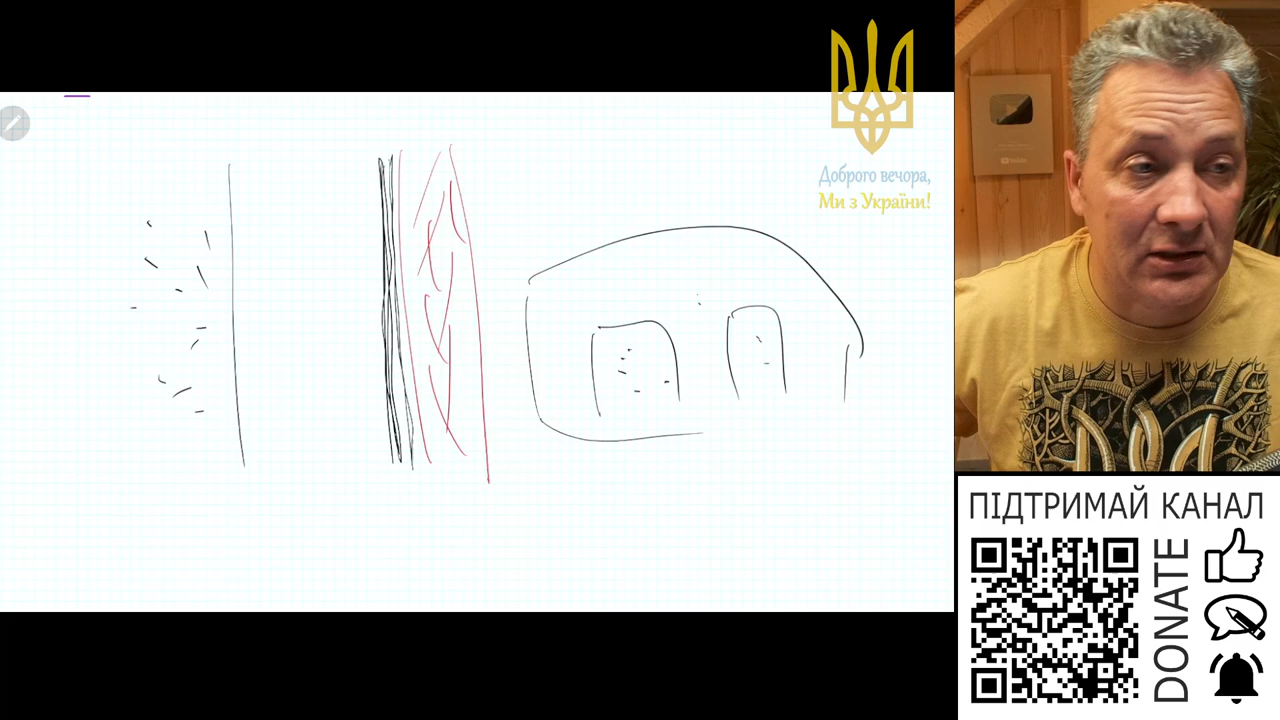 Доброго вечора,
Ми з України!
ПІДТРИМАЙ КАНАЛ
DONATE